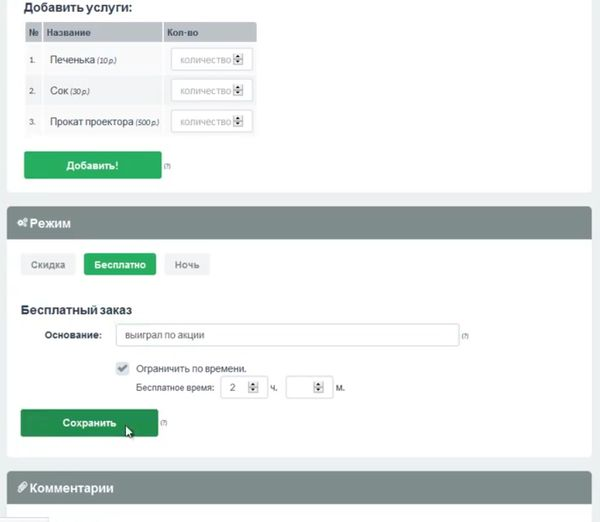 Добавить услуги:
№ Название Кол-во
1. Печенька (10 р.) количество
2. Сок (30 р.) количество
3. Прокат проектора (500 р.) количество
Добавить! (?)
Режим
Скидка Бесплатно Ночь
Бесплатный заказ
Основание: выиграл по акции (?)
Ограничить по времени.
Бесплатное время: 2 ч. м.
Сохранить (?)
Комментарии